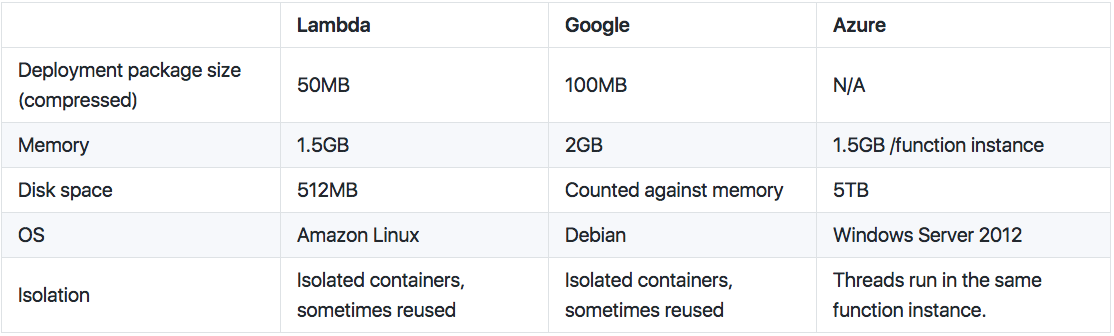 Lambda Google Azure
Deployment package size
(compressed) 50MB 100MB N/A
Memory 1.5GB 2GB 1.5GB /function instance
Disk space 512MB Counted against memory 5TB
OS Amazon Linux Debian Windows Server 2012
Isolation
Isolated containers,
sometimes reused
Isolated containers,
sometimes reused
Threads run in the same
function instance.